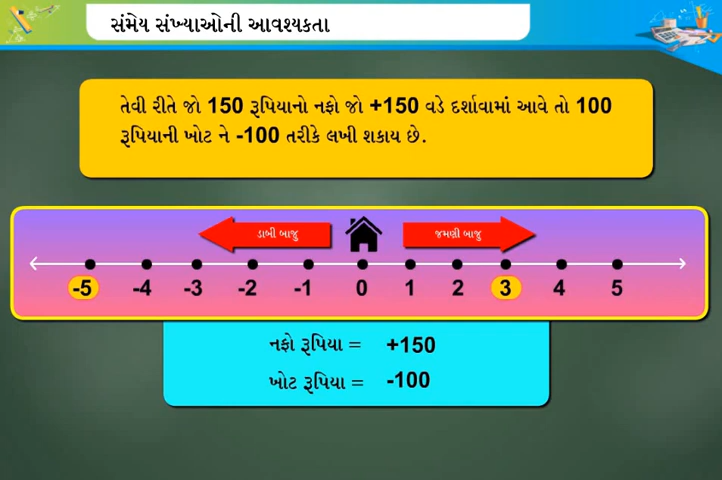 સંમેય સંખ્યાઓની આવશ્યકતા
તેવી રીતે જો 150 રૂપિયાનો નફો જો +150 વડે દર્શાવામાં આવે તો 100
રૂપિયાની ખોટ ને -100 તરીકે લખી શકાય છે.
ડાબી બાજુ જમણી બાજુ
-5 -4 -3 -2 -1 0 1 2 3 4 5
નફો રૂપિયા = +150
ખોટ રૂપિયા = -100